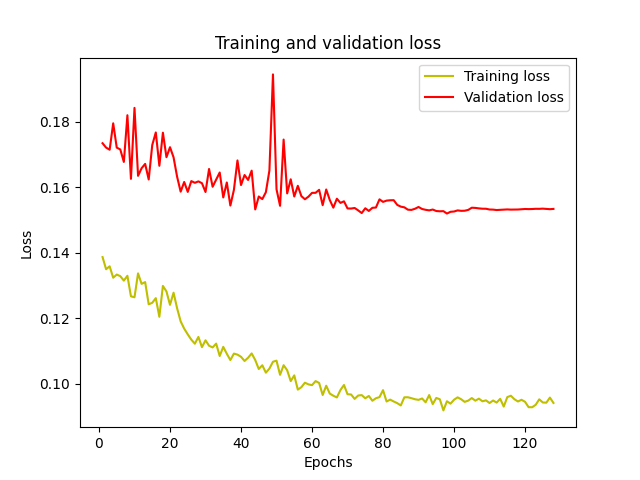 Training and validation loss
Training loss
Validation loss
0.18
0.16
0.14
0.12
0.10
Loss
0
20
40
60
80
100
120
Epochs